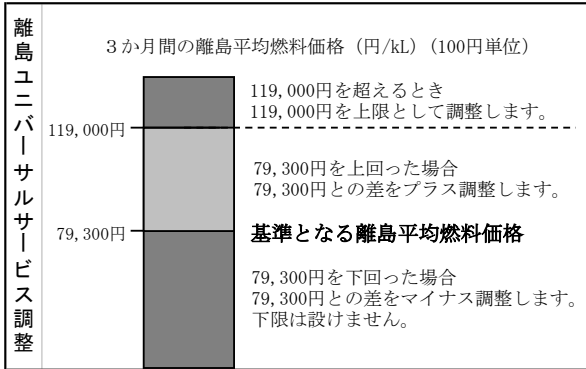 離島ユニバーサルサービス調整
３か月間の離島平均燃料価格（円/kL）(100円単位）
119,000円を超えるとき
119,000円を上限として調整します。
119,000円
79,300円を上回った場合
79,300円との差をプラス調整します。
79,300円
基準となる離島平均燃料価格
79,300円を下回った場合
79,300円との差をマイナス調整します。
下限は設けません。